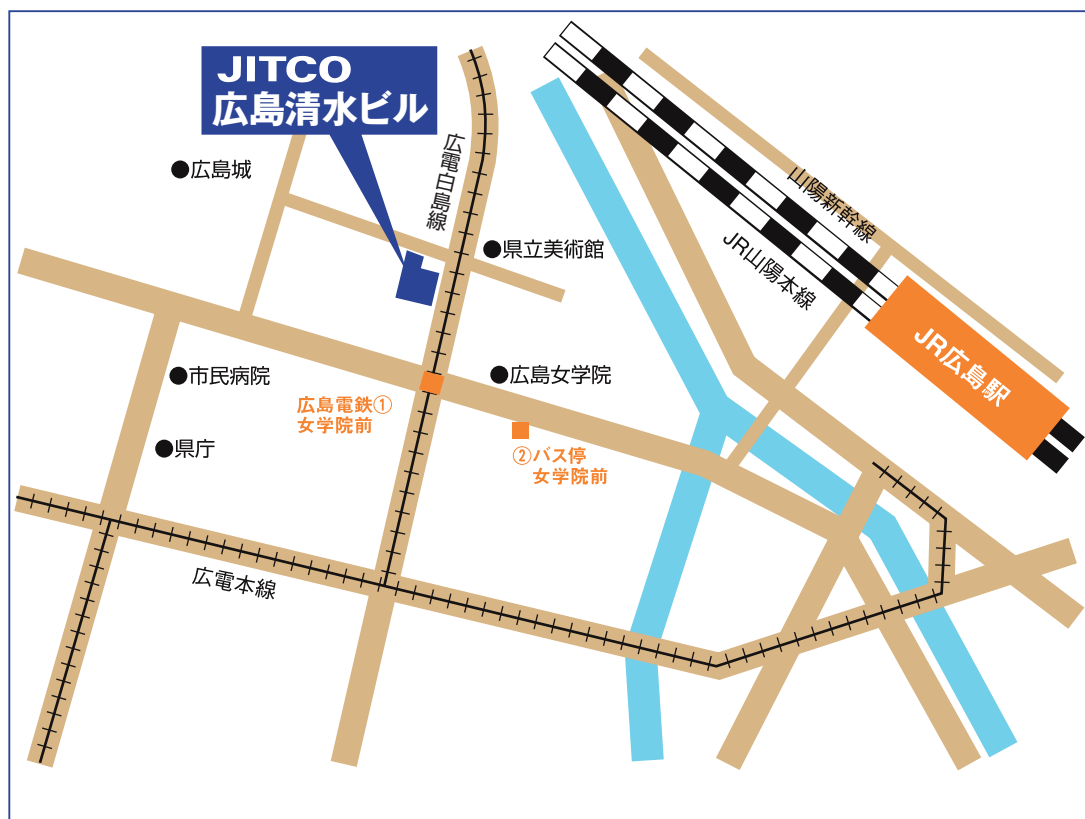 JITCO
広島清水ビル
広電白島線
●広島城
山陽新幹線
●県立美術館
JR山陽本線
JR広島駅
●市民病院
●広島女学院
広島電鉄①
女学院前
●県庁
②バス停
女学院前
広電本線